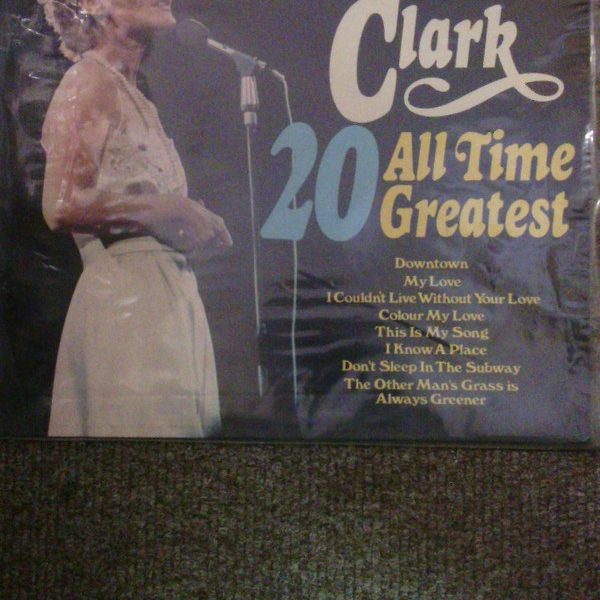 Clark
20 All Time
Greatest
Downtown
My Love
I Couldn't Live Without Your Love
Colour My Love
This Is My Song
I Know A Place
Don't Sleep In The Subway
The Other Man's Grass is
Always Greener